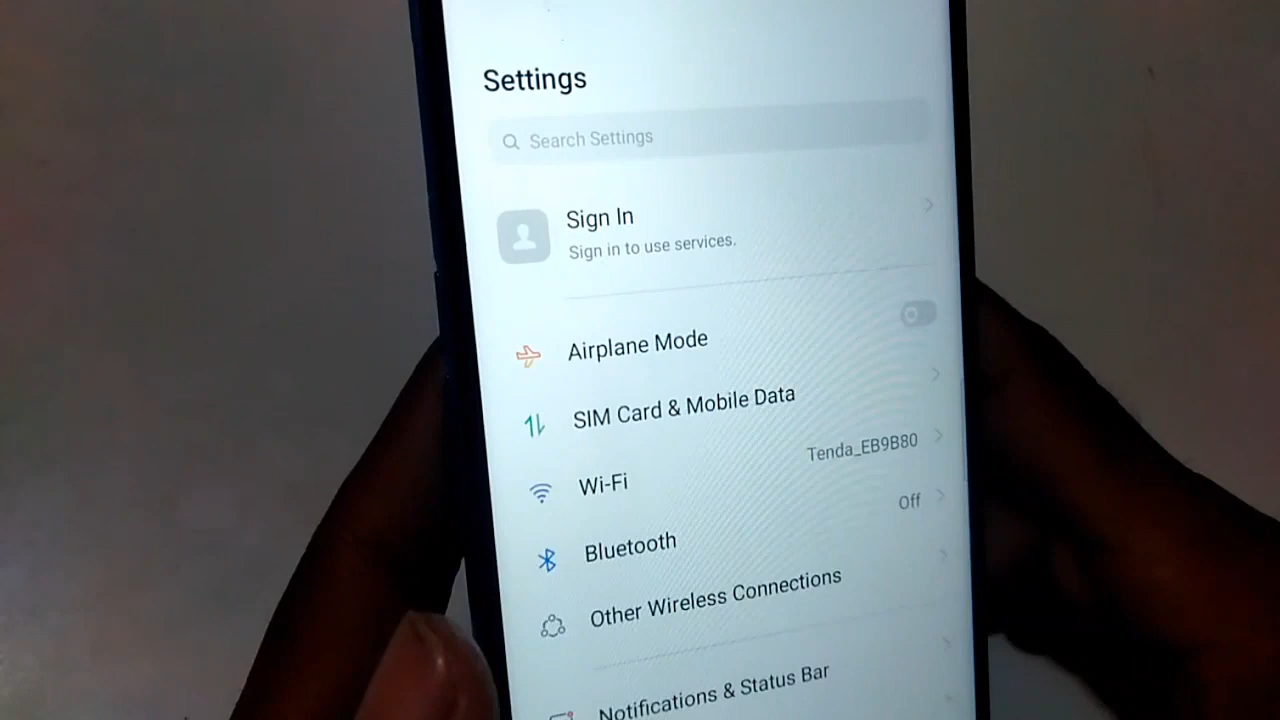 Settings
Search Settings
Sign In
Sign in to use services.
Airplane Mode
SIM Card & Mobile Data
Wi-Fi Tenda_EB9B80
Bluetooth Off
Other Wireless Connections
Notifications & Status Bar